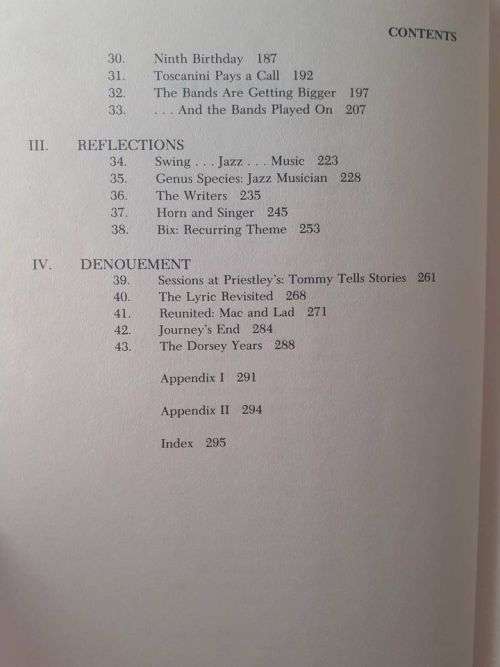 CONTENTS
30. Ninth Birthday 187
31. Toscanini Pays a Call 192
32. The Bands Are Getting Bigger 197
33. . . . And the Bands Played On 207
III. REFLECTIONS
34. Swing . . . Jazz . . . Music 223
35. Genus Species: Jazz Musician 228
36. The Writers 235
37. Horn and Singer 245
38. Bix: Recurring Theme 253
IV. DENOUEMENT
39. Sessions at Priestley's: Tommy Tells Stories 261
40. The Lyric Revisited 268
41. Reunited: Mac and Lad 271
42. Journey's End 284
43. The Dorsey Years 288
Appendix I 291
Appendix II 294
Index 295